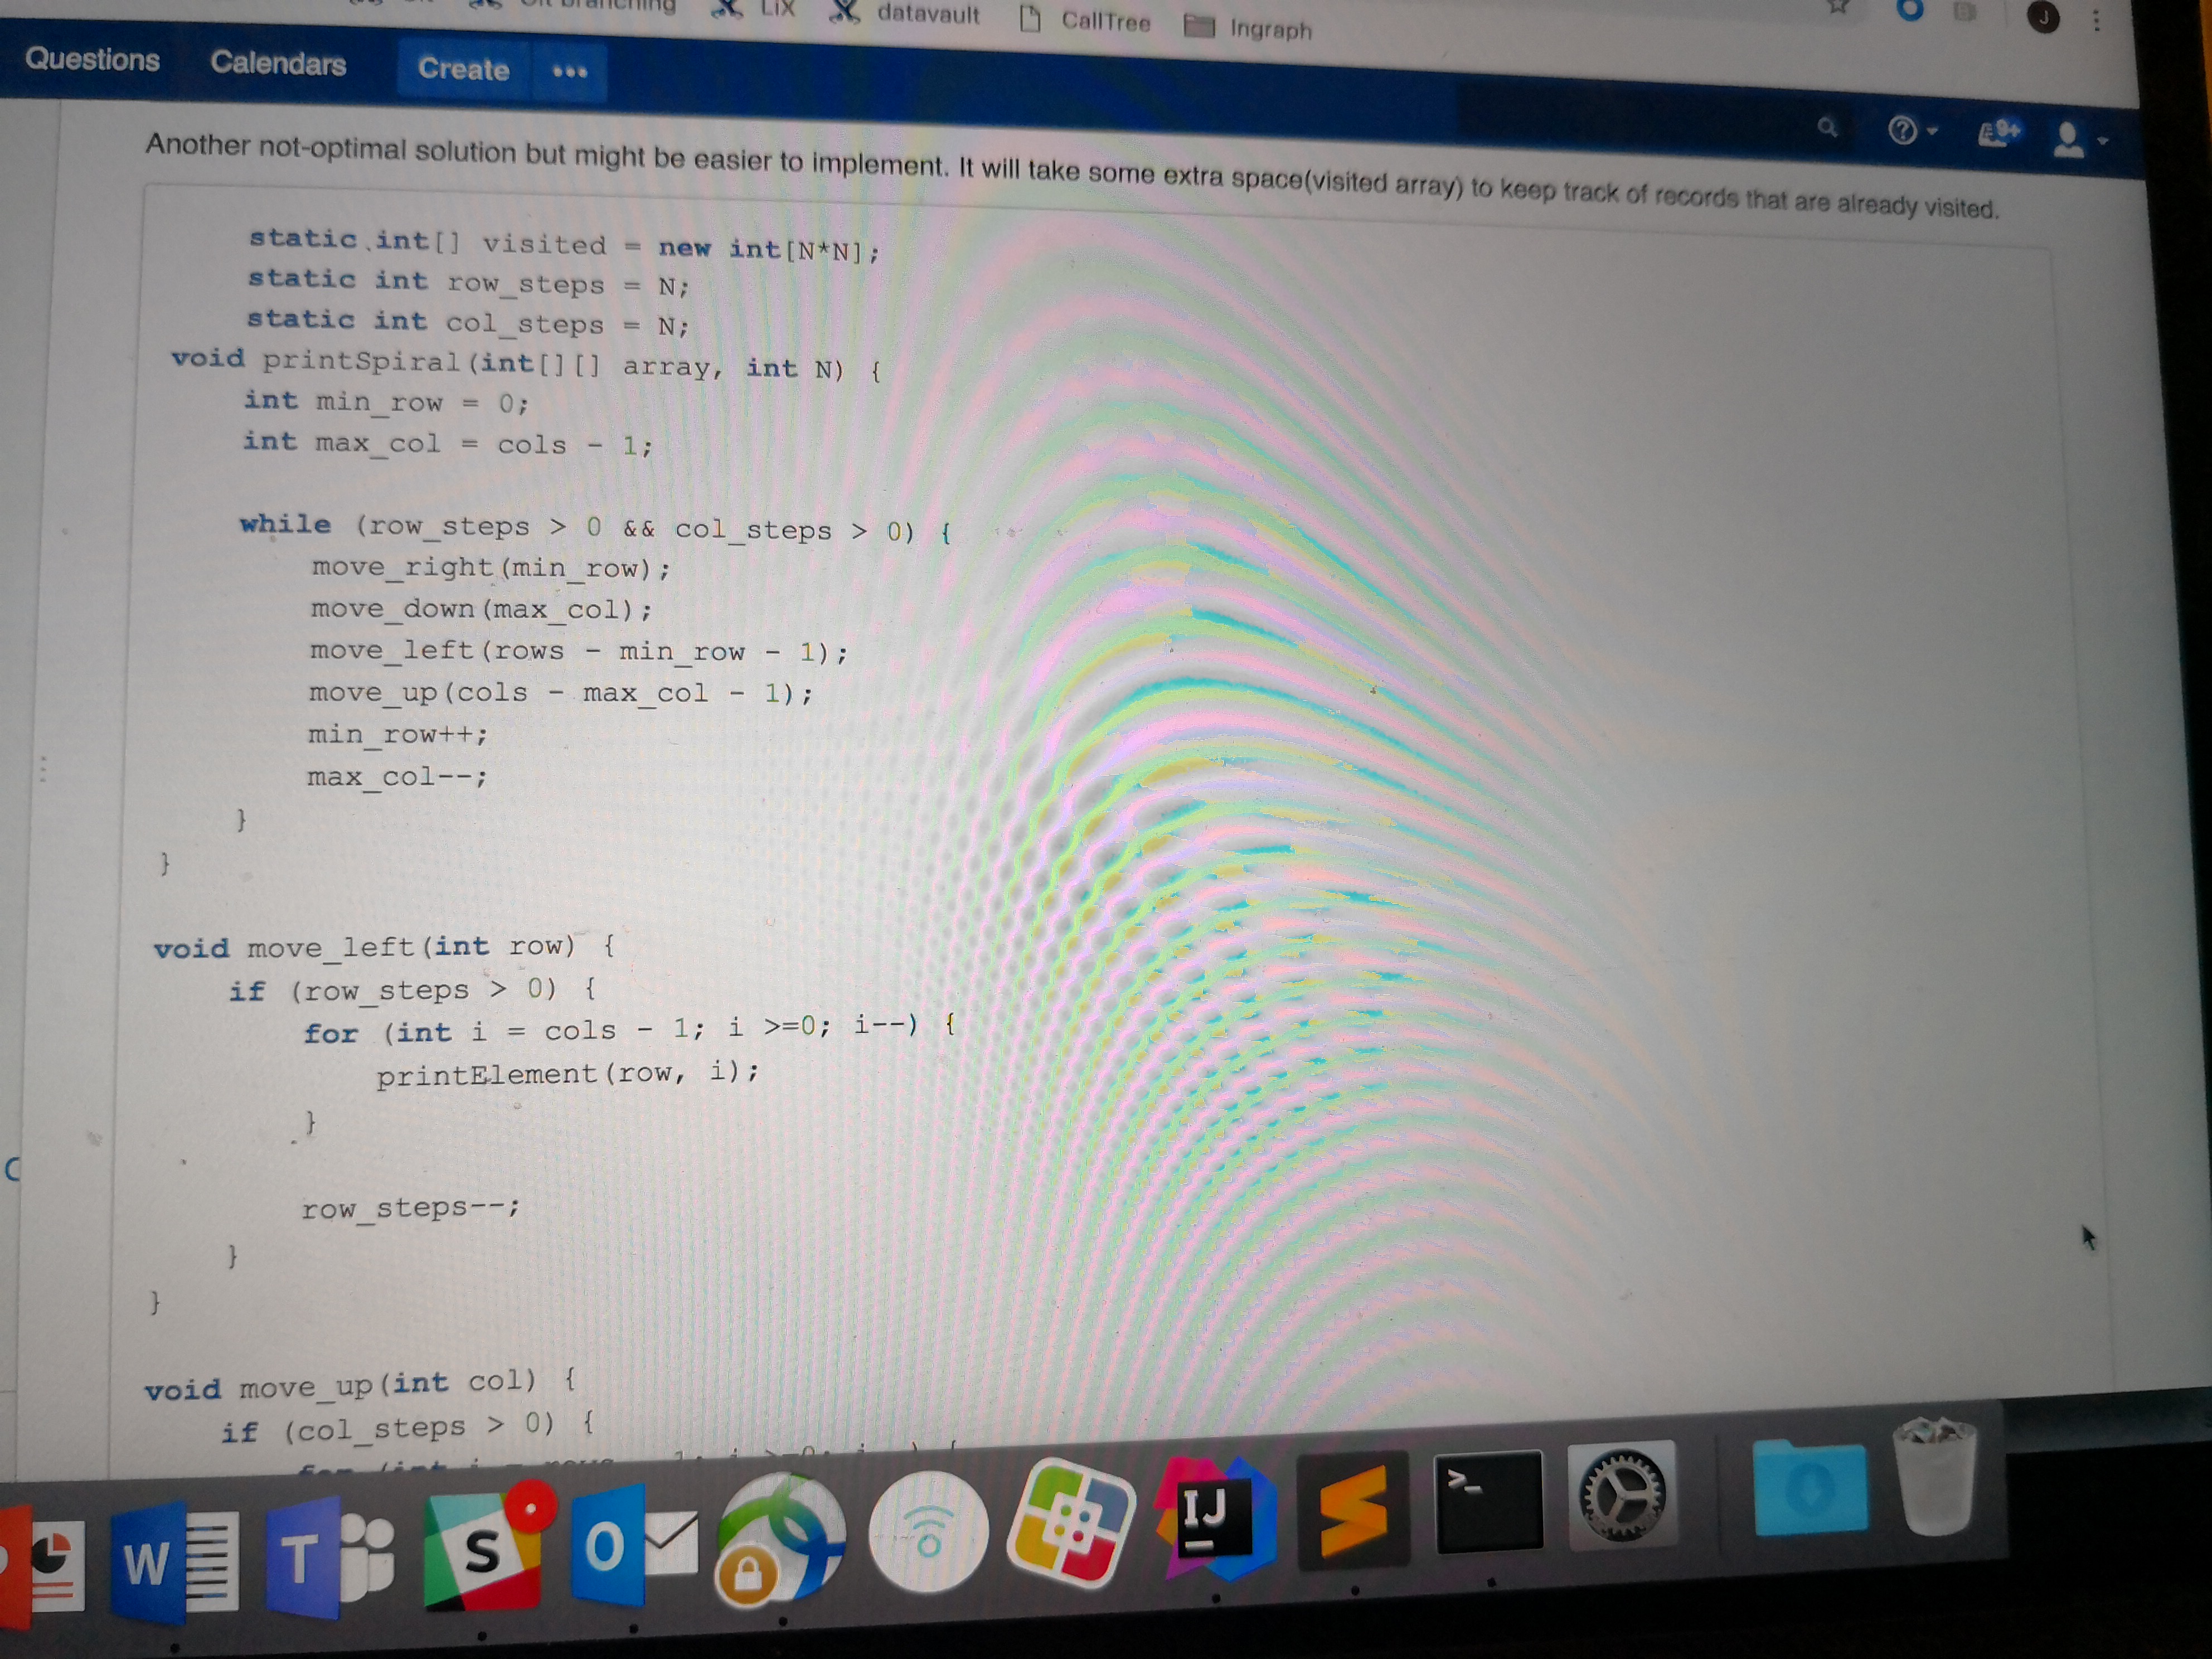 LiX datavault CallTree Ingraph
J
Questions Calendars Create
9+
Another not-optimal solution but might be easier to implement. It will take some extra space(visited array) to keep track of records that are already visited.
static int[] visited = new int[N*N];
static int row_steps = N;
static int col_steps = N;
void printSpiral(int[][] array, int N) {
int min_row = 0;
int max_col = cols - 1;
while (row_steps > 0 && col_steps > 0) {
move_right(min_row);
move_down(max_col);
move_left(rows - min_row - 1);
move_up(cols - max_col - 1);
min_row++;
max_col--;
}
}
void move_left(int row) {
if (row_steps > 0) {
for (int i = cols - 1; i >=0; i--) {
printElement(row, i);
}
row_steps--;
}
}
void move_up(int col) {
if (col_steps > 0) {
W T S O IJ >_